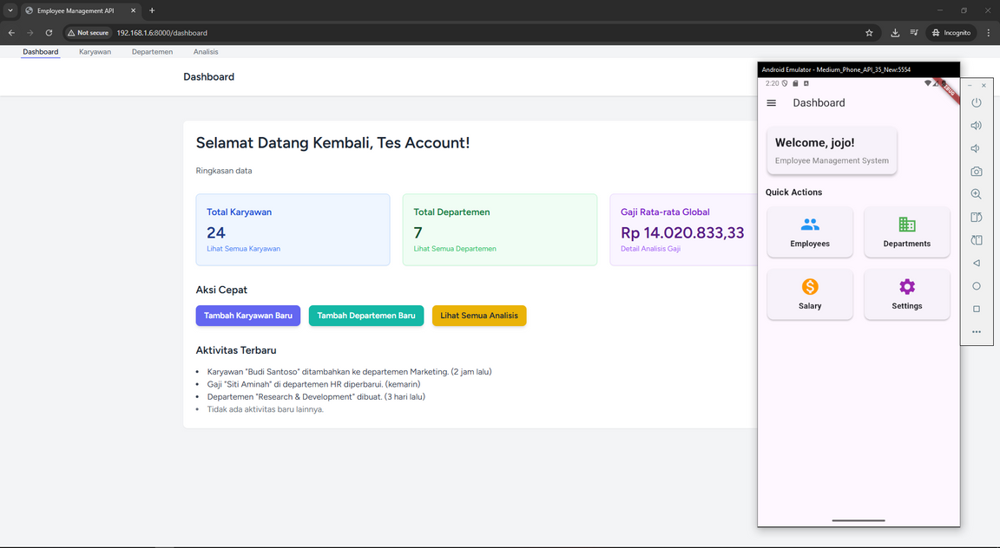 Employee Management API
Not secure
192.168.1.6:8000/dashboard
Incognito
Dashboard Karyawan Departemen Analisis
Dashboard
Selamat Datang Kembali, Tes Account!
Ringkasan data
Total Karyawan
24
Lihat Semua Karyawan
Total Departemen
7
Lihat Semua Departemen
Gaji Rata-rata Global
Rp 14.020.833,33
Detail Analisis Gaji
Aksi Cepat
Tambah Karyawan Baru
Tambah Departemen Baru
Lihat Semua Analisis
Aktivitas Terbaru
Karyawan "Budi Santoso" ditambahkan ke departemen Marketing. (2 jam lalu)
Gaji "Siti Aminah" di departemen HR diperbarui. (kemarin)
Departemen "Research & Development" dibuat. (3 hari lalu)
Tidak ada aktivitas baru lainnya.
Android Emulator - Medium_Phone_API_35_New:5554
2:20
DEBUG
Dashboard
Welcome, jojo!
Employee Management System
Quick Actions
Employees
Departments
Salary
Settings